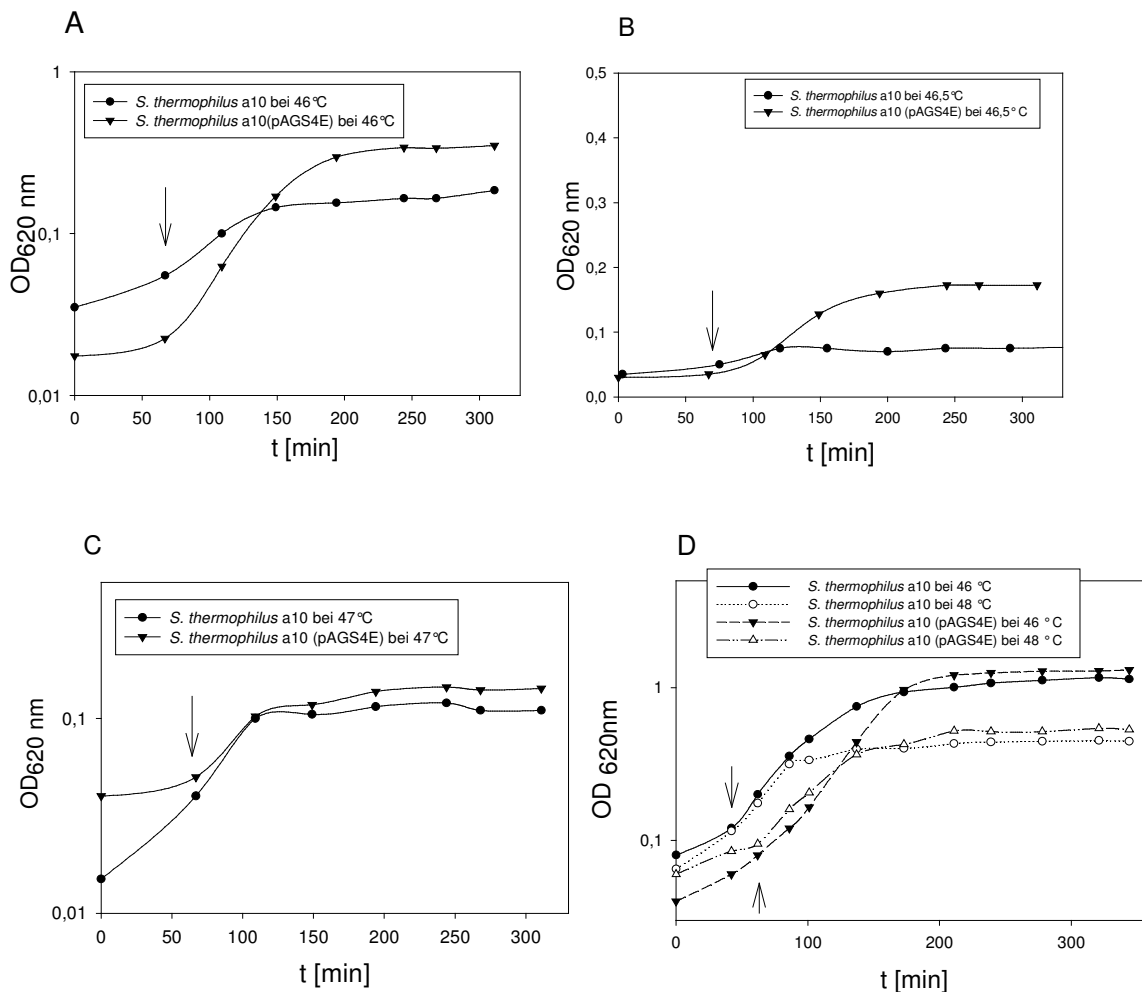 A
S. thermophilus a10 bei 46°C
S. thermophilus a10(pAGS4E) bei 46°C
1
0,1
0,01
OD620 nm
0 50 100 150 200 250 300
t [min]
B
S. thermophilus a10 bei 46,5°C
S. thermophilus a10 (pAGS4E) bei 46,5° C
0,5
0,4
0,3
0,2
0,1
0,0
OD620 nm
0 50 100 150 200 250 300
t [min]
C
S. thermophilus a10 bei 47°C
S. thermophilus a10 (pAGS4E) bei 47°C
0,1
0,01
OD620 nm
0 50 100 150 200 250 300
t [min]
D
S. thermophilus a10 bei 46 °C
S. thermophilus a10 bei 48 °C
S. thermophilus a10 (pAGS4E) bei 46 ° C
S. thermophilus a10 (pAGS4E) bei 48 ° C
1
0,1
OD 620nm
0 100 200 300
t [min]